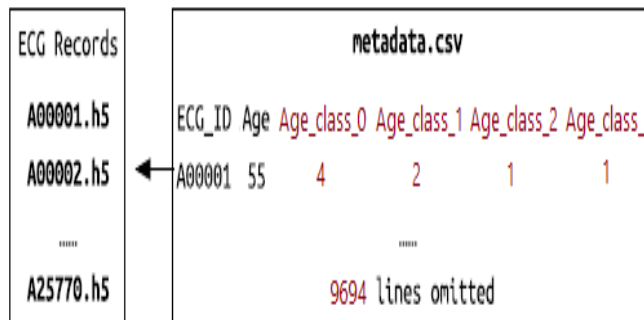 ECG Records
A00001.h5
A00002.h5
......
A25770.h5
metadata.csv
ECG_ID Age Age_class_0 Age_class_1 Age_class_2 Age_class_
A00001 55 4 2 1 1
......
9694 lines omitted